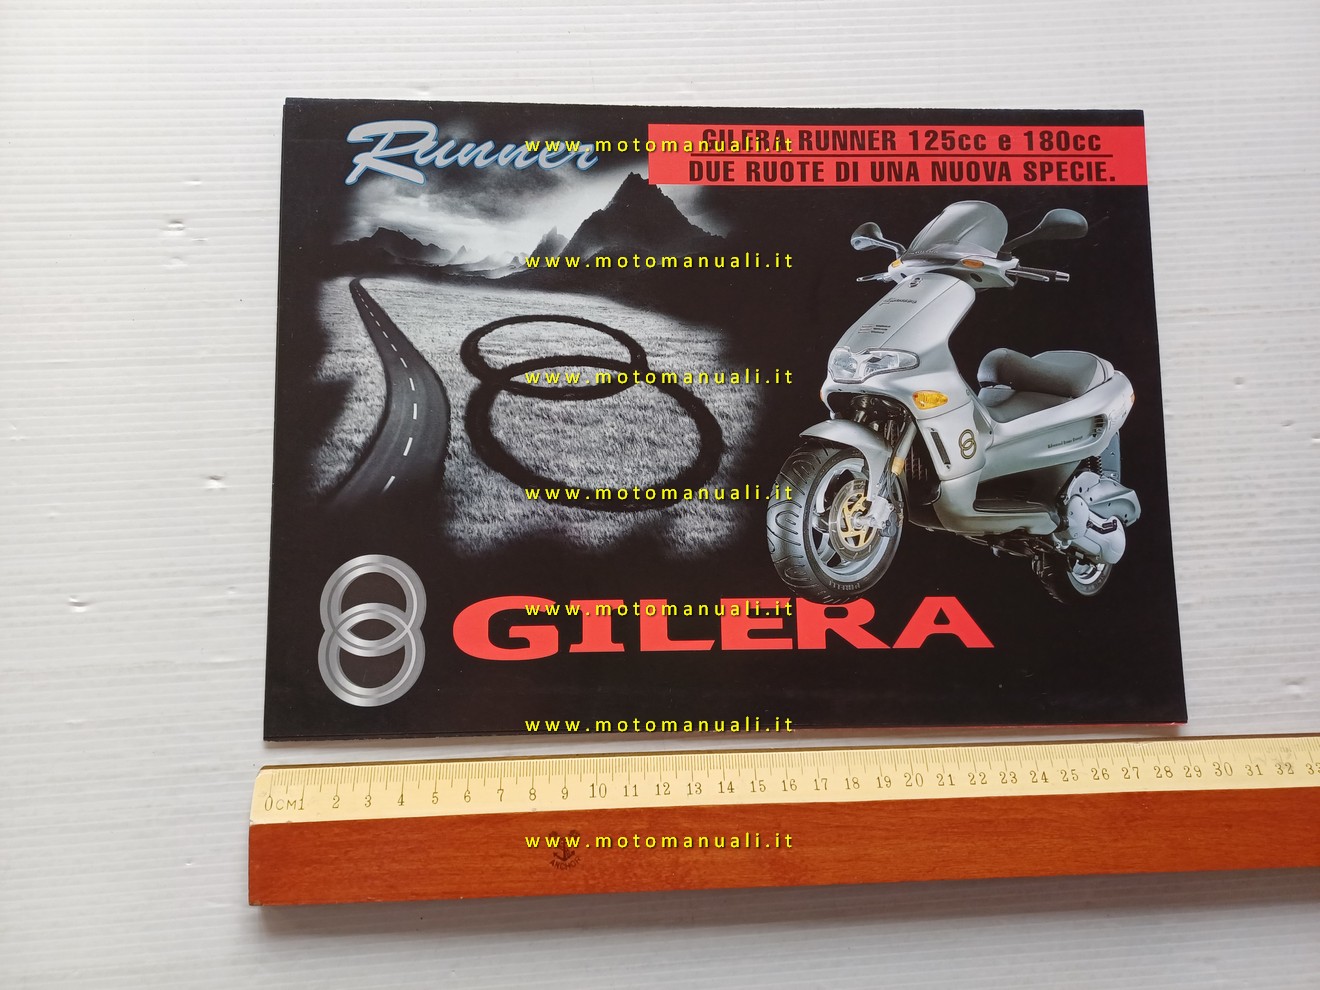 Runner
GILERA RUNNER 125cc e 180cc
DUE RUOTE DI UNA NUOVA SPECIE.
www.motomanuali.it
www.motomanuali.it
www.motomanuali.it
www.motomanuali.it
www.motomanuali.it
GILERA
www.motomanuali.it
0CM1 2 3 4 5 6 7 8 9 10 11 12 13 14 15 16 17 18 19 20 21 22 23 24 25 26 27 28 29 30 31 32 33
www.motomanuali.it
ANCHOR